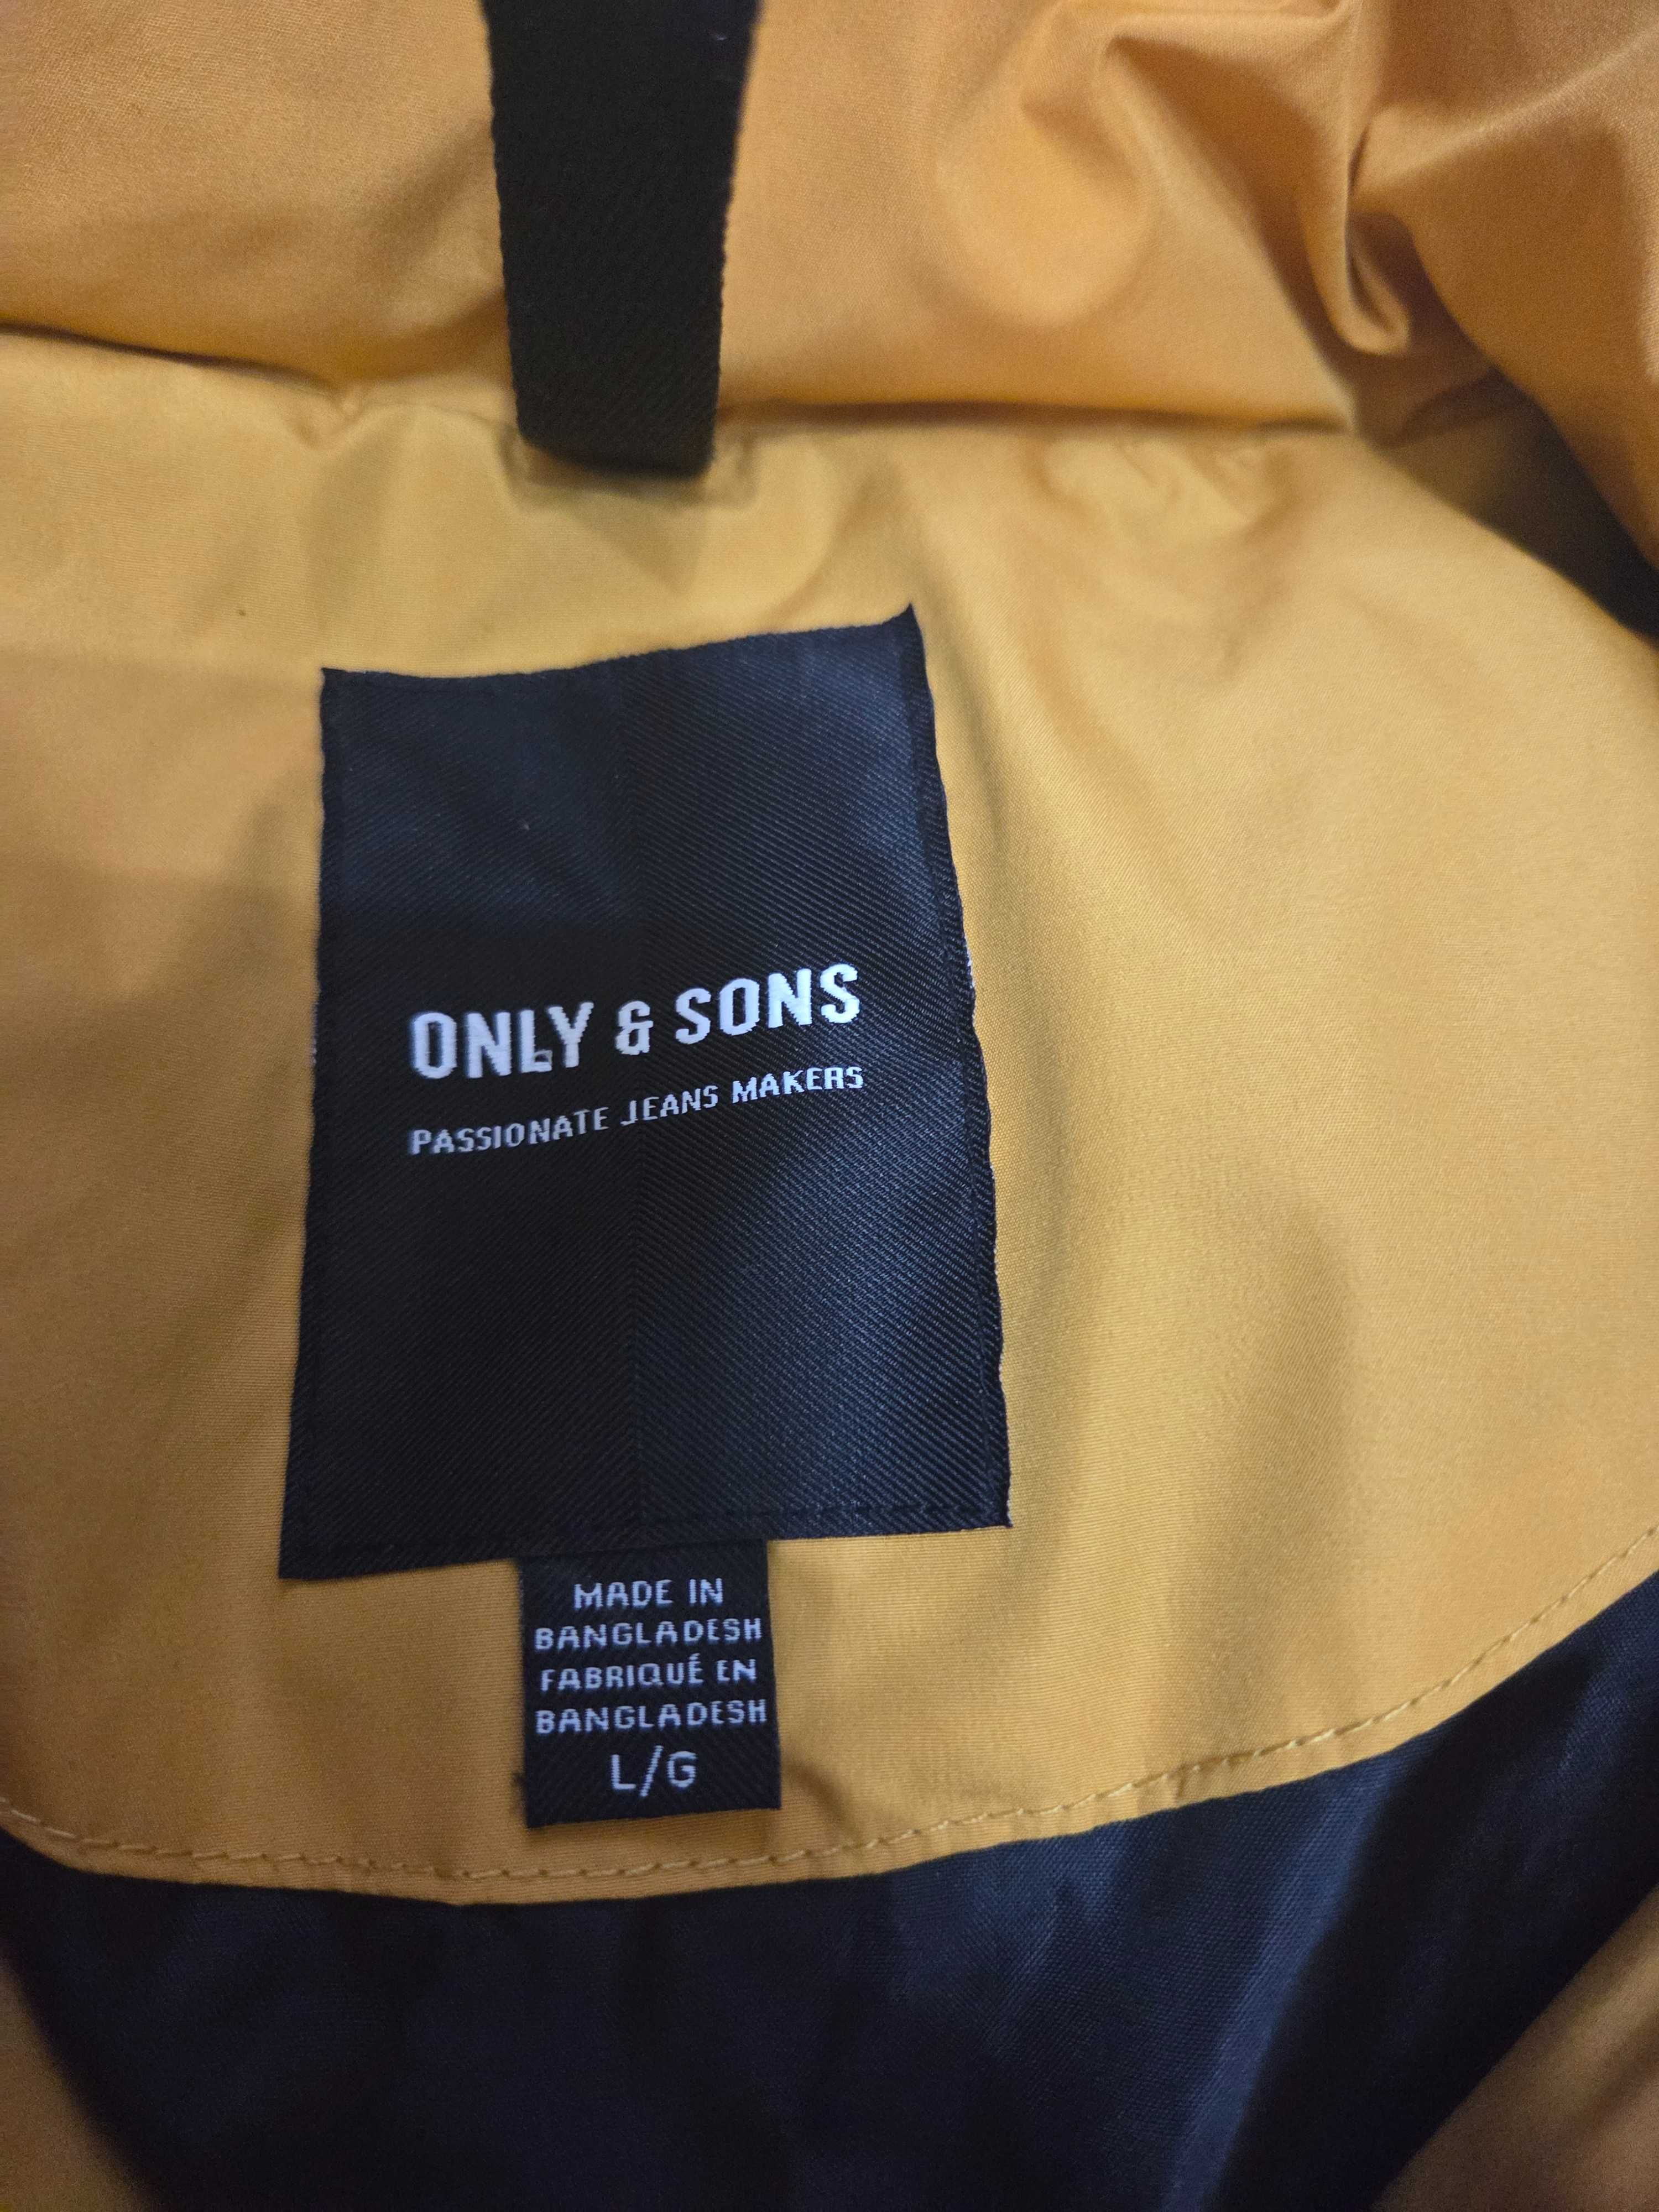 ONLY & SONS
PASSIONATE JEANS MAKERS
MADE IN
BANGLADESH
FABRIQUÉ EN
BANGLADESH
L/G